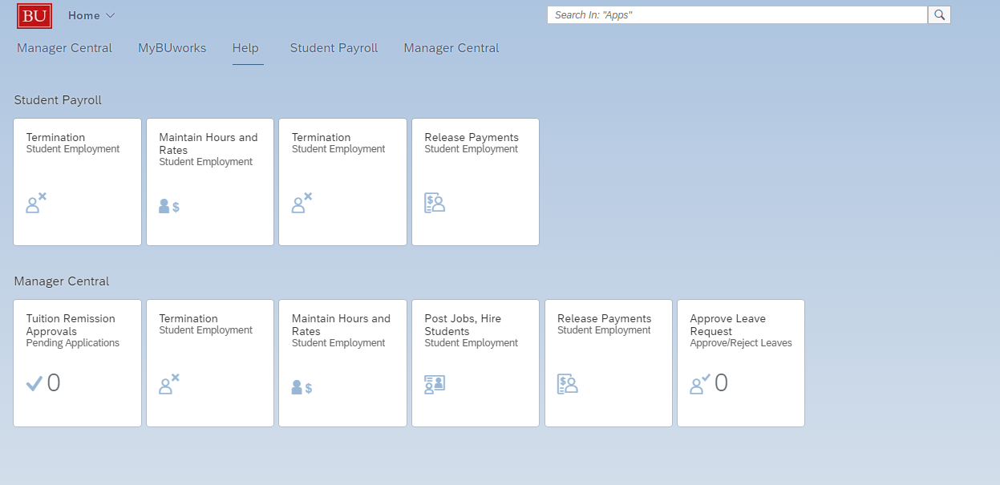 BU Home
Search In: "Apps"
Manager Central MyBUworks Help Student Payroll Manager Central
Student Payroll
Termination
Student Employment
Maintain Hours and
Rates
Student Employment
$
Termination
Student Employment
Release Payments
Student Employment
$
Manager Central
Tuition Remission
Approvals
Pending Applications
0
Termination
Student Employment
Maintain Hours and
Rates
Student Employment
$
Post Jobs, Hire
Students
Student Employment
Release Payments
Student Employment
$
Approve Leave
Request
Approve/Reject Leaves
0